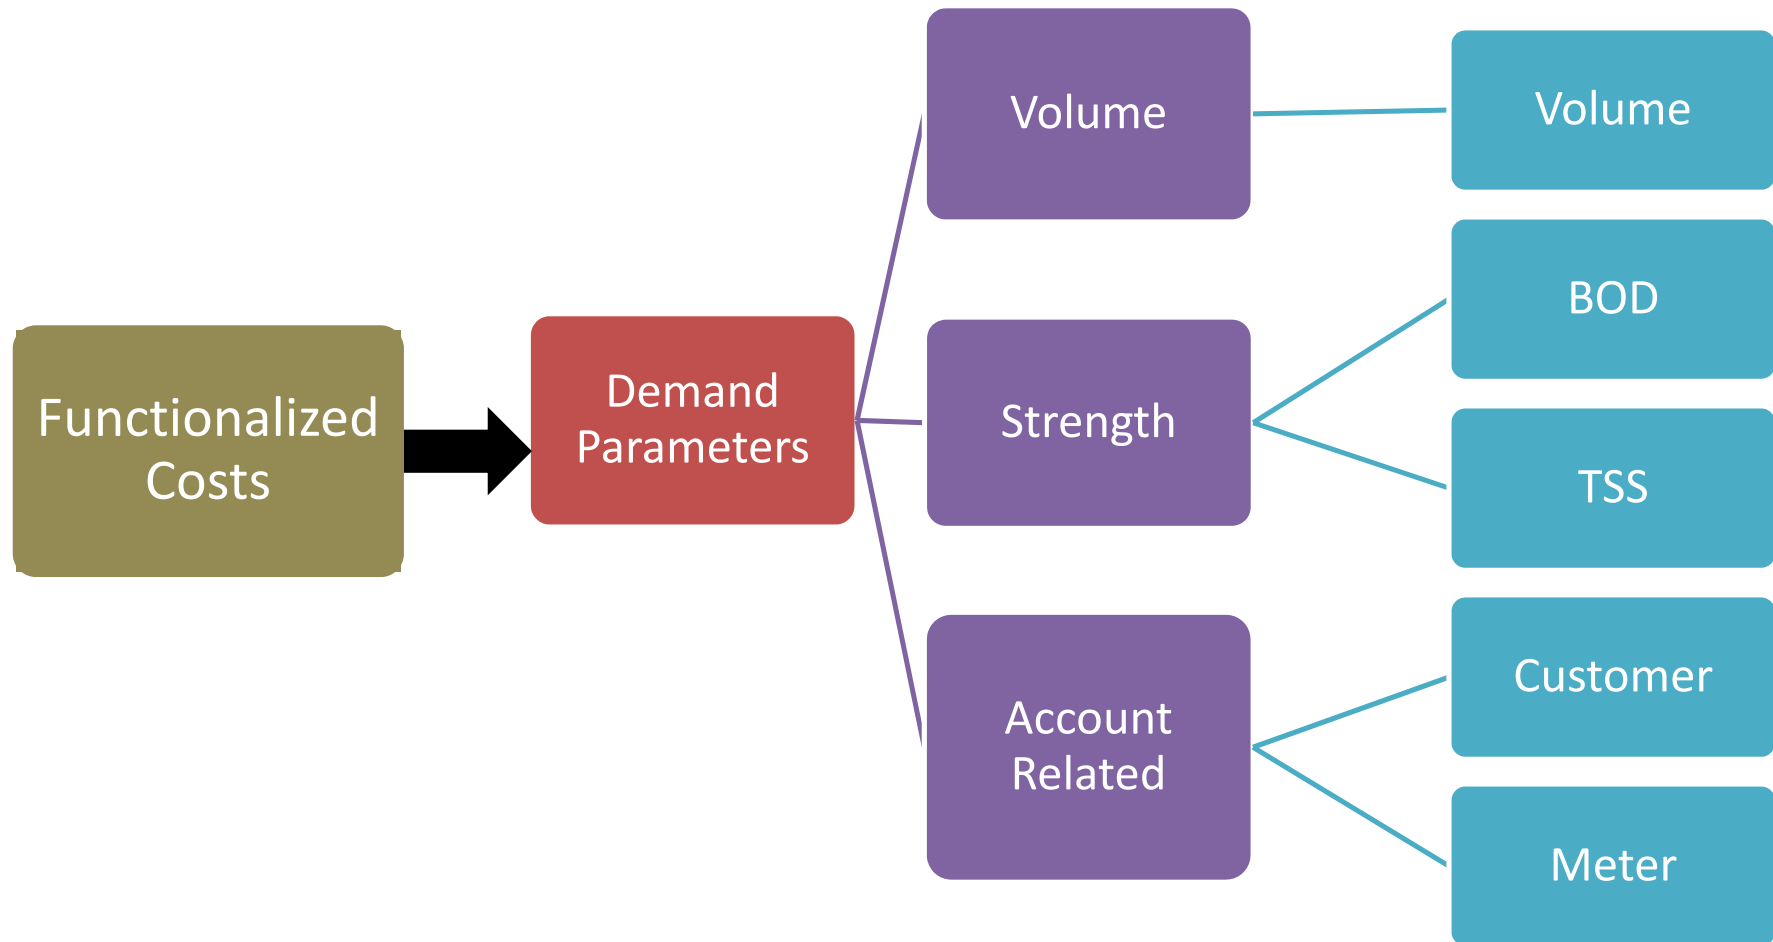 Functionalized
Costs
Demand
Parameters
Volume
Strength
Account
Related
Volume
BOD
TSS
Customer
Meter